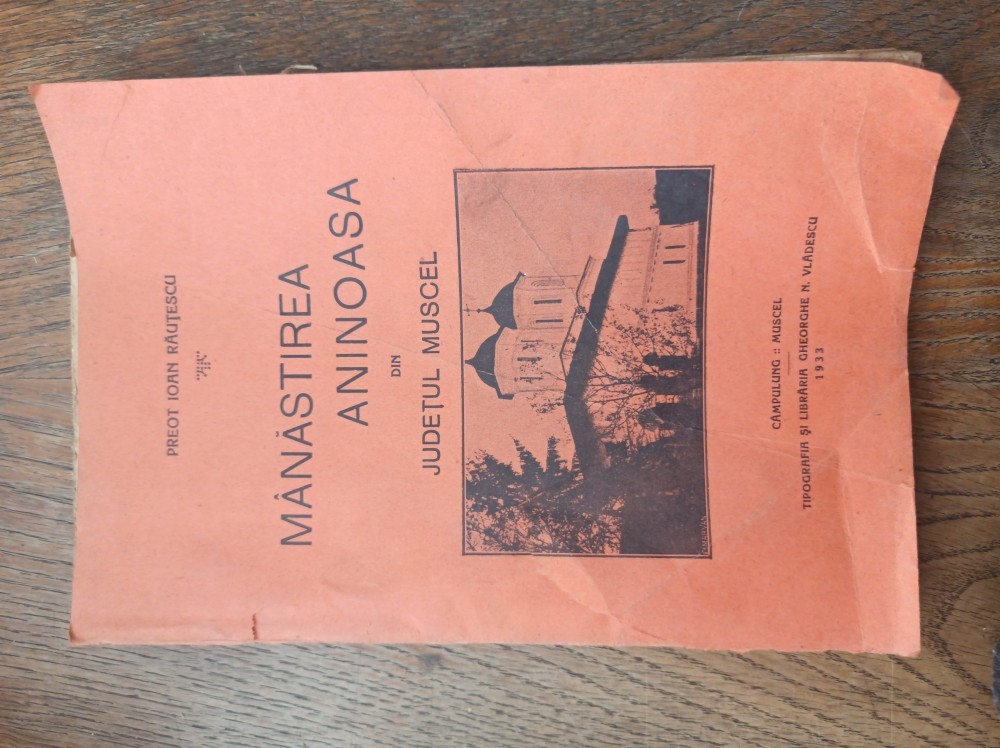 PREOT IOAN RĂUȚESCU
MÂNĂSTIREA
ANINOASA
DIN
JUDEȚUL MUSCEL
CÂMPULUNG :: MUSCEL
TIPOGRAFIA ȘI LIBRĂRIA GHEORGHE N. VLĂDESCU
1933